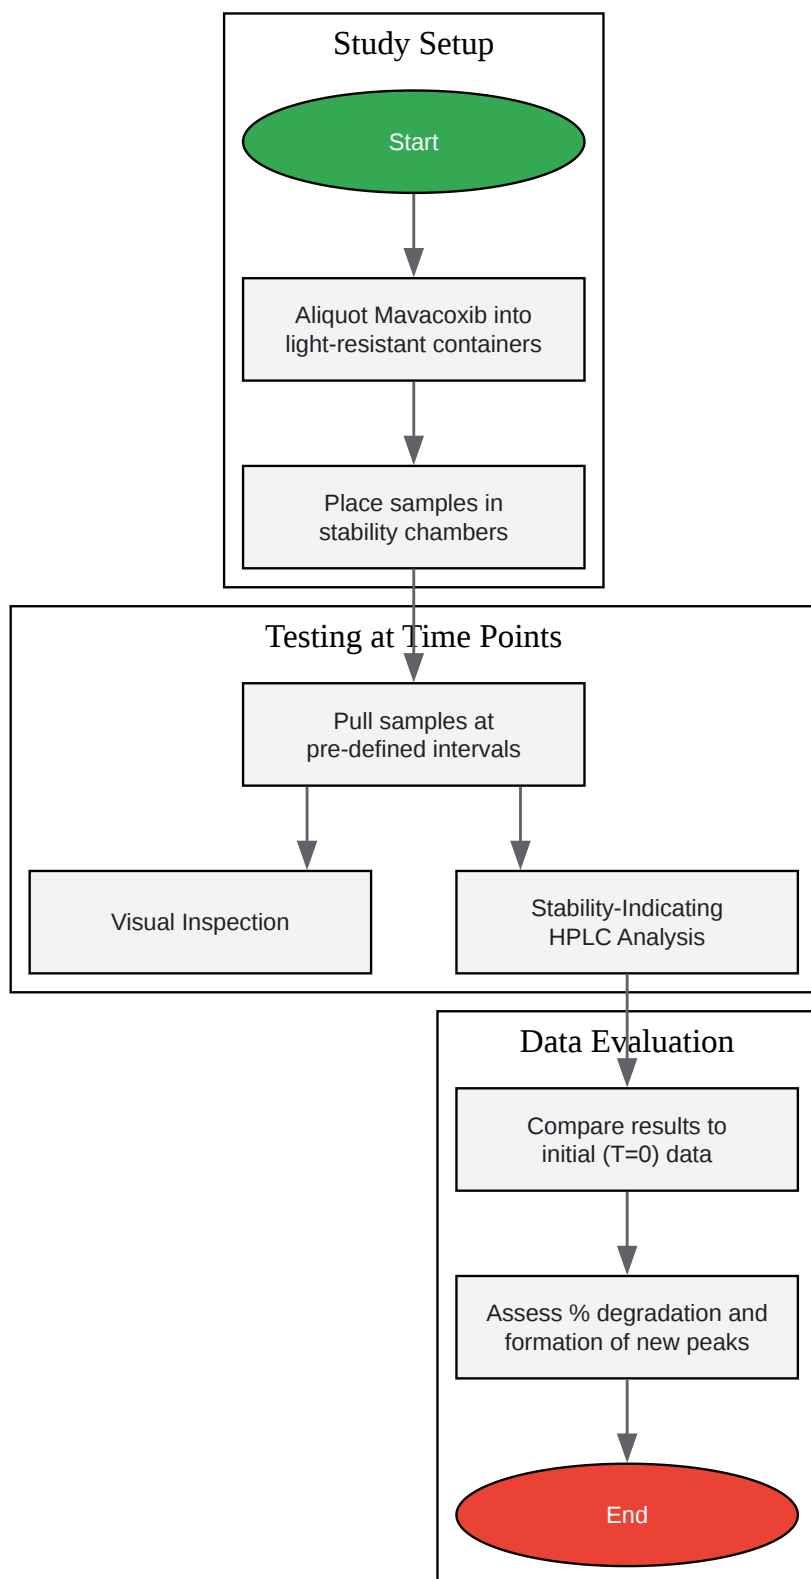 Study Setup
Start
Aliquot Mavacoxib into
light-resistant containers
Place samples in
stability chambers
Testing at Time Points
Pull samples at
pre-defined intervals
Visual Inspection
Stability-Indicating
HPLC Analysis
Data Evaluation
Compare results to
initial (T=0) data
Assess % degradation and
formation of new peaks
End